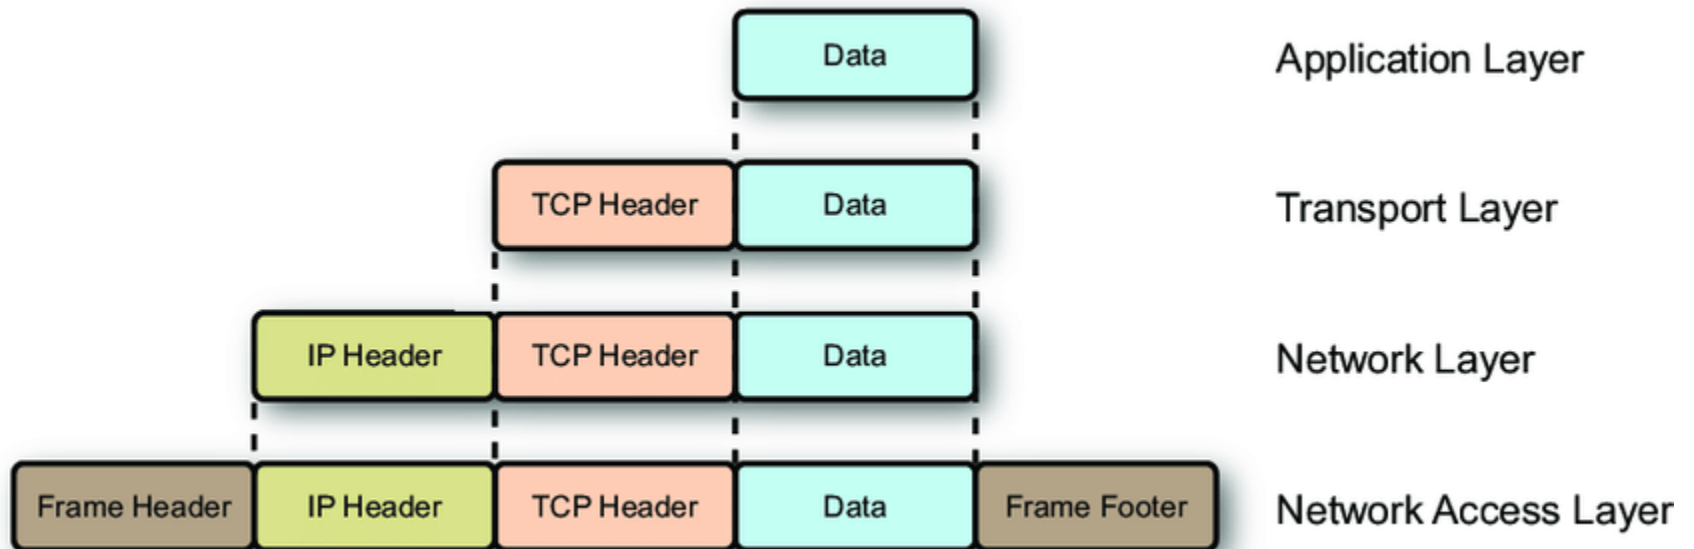 Data Application Layer
TCP Header Data Transport Layer
IP Header TCP Header Data Network Layer
Frame Header IP Header TCP Header Data Frame Footer Network Access Layer